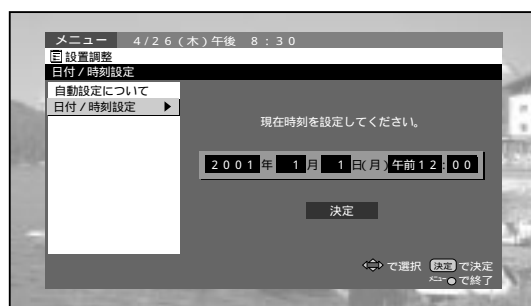 メニュー 4/26(木)午後 8:30
設置調整
日付/時刻設定
自動設定について
日付/時刻設定 ▶
現在時刻を設定してください。
2001年 1月 1日(月)午前12:00
決定
で選択 決定 で決定
メニュー で終了